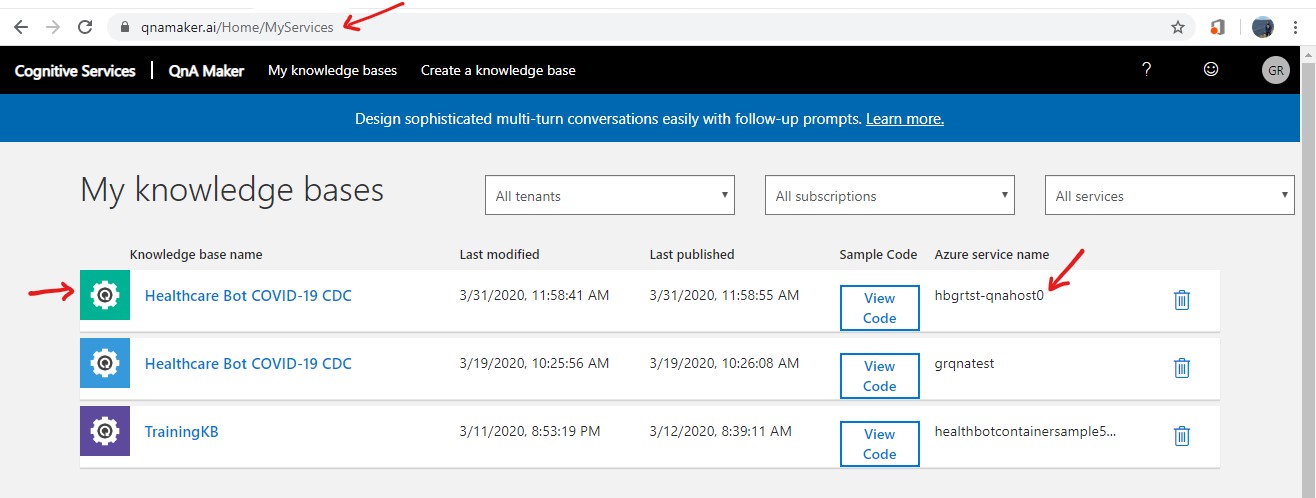 qnamaker.ai/Home/MyServices
Cognitive Services | QnA Maker My knowledge bases Create a knowledge base ? GR
Design sophisticated multi-turn conversations easily with follow-up prompts. Learn more.
My knowledge bases All tenants All subscriptions All services
Knowledge base name Last modified Last published Sample Code Azure service name
Healthcare Bot COVID-19 CDC 3/31/2020, 11:58:41 AM 3/31/2020, 11:58:55 AM View Code hbgrtst-qnahost0
Healthcare Bot COVID-19 CDC 3/19/2020, 10:25:56 AM 3/19/2020, 10:26:08 AM View Code grqnatest
TrainingKB 3/11/2020, 8:53:19 PM 3/12/2020, 8:39:11 AM View Code healthbotcontainersample5...